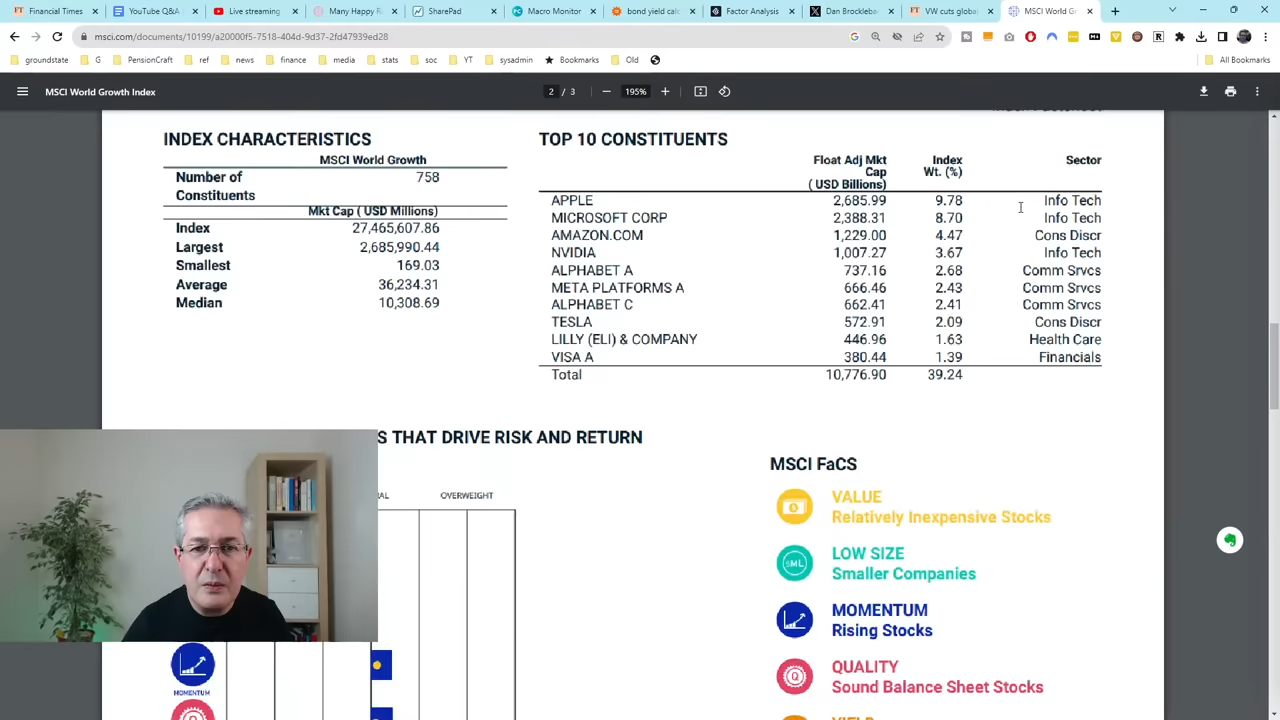 Financial Times
YouTube Q&A
Live streaming
Many Happy R
SharePad
Macro Monitor
bond yield calc
Factor Analysis
Dan Brockleba
VW cuts global
MSCI World Gr
msci.com/documents/10199/a20000f5-7518-404d-9d37-2fd47939ed28
groundstate
G
PensionCraft
ref
news
finance
media
stats
soc
YT
sysadmin
Bookmarks
Old
All Bookmarks
MSCI World Growth Index
2 / 3
195%
INDEX CHARACTERISTICS
MSCI World Growth
Number of Constituents 758
Mkt Cap ( USD Millions)
Index 27,465,607.86
Largest 2,685,990.44
Smallest 169.03
Average 36,234.31
Median 10,308.69
TOP 10 CONSTITUENTS
Float Adj Mkt Cap ( USD Billions) Index Wt. (%) Sector
APPLE 2,685.99 9.78 Info Tech
MICROSOFT CORP 2,388.31 8.70 Info Tech
AMAZON.COM 1,229.00 4.47 Cons Discr
NVIDIA 1,007.27 3.67 Info Tech
ALPHABET A 737.16 2.68 Comm Srvcs
META PLATFORMS A 666.46 2.43 Comm Srvcs
ALPHABET C 662.41 2.41 Comm Srvcs
TESLA 572.91 2.09 Cons Discr
LILLY (ELI) & COMPANY 446.96 1.63 Health Care
VISA A 380.44 1.39 Financials
Total 10,776.90 39.24
S THAT DRIVE RISK AND RETURN
OVERWEIGHT
MOMENTUM
MSCI FaCS
VALUE
Relatively Inexpensive Stocks
LOW SIZE
Smaller Companies
MOMENTUM
Rising Stocks
QUALITY
Sound Balance Sheet Stocks